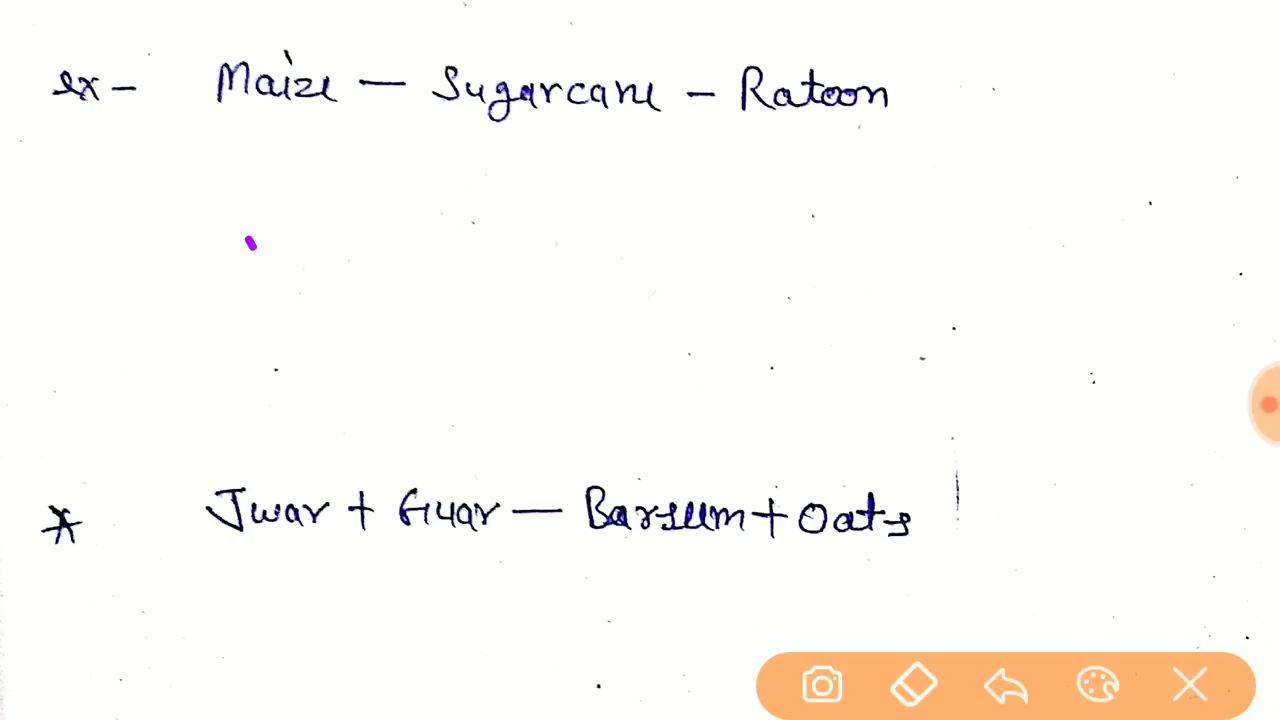 ex- Maize - Sugarcane - Ratoon
* Jwar + Guar - Barseem + Oats